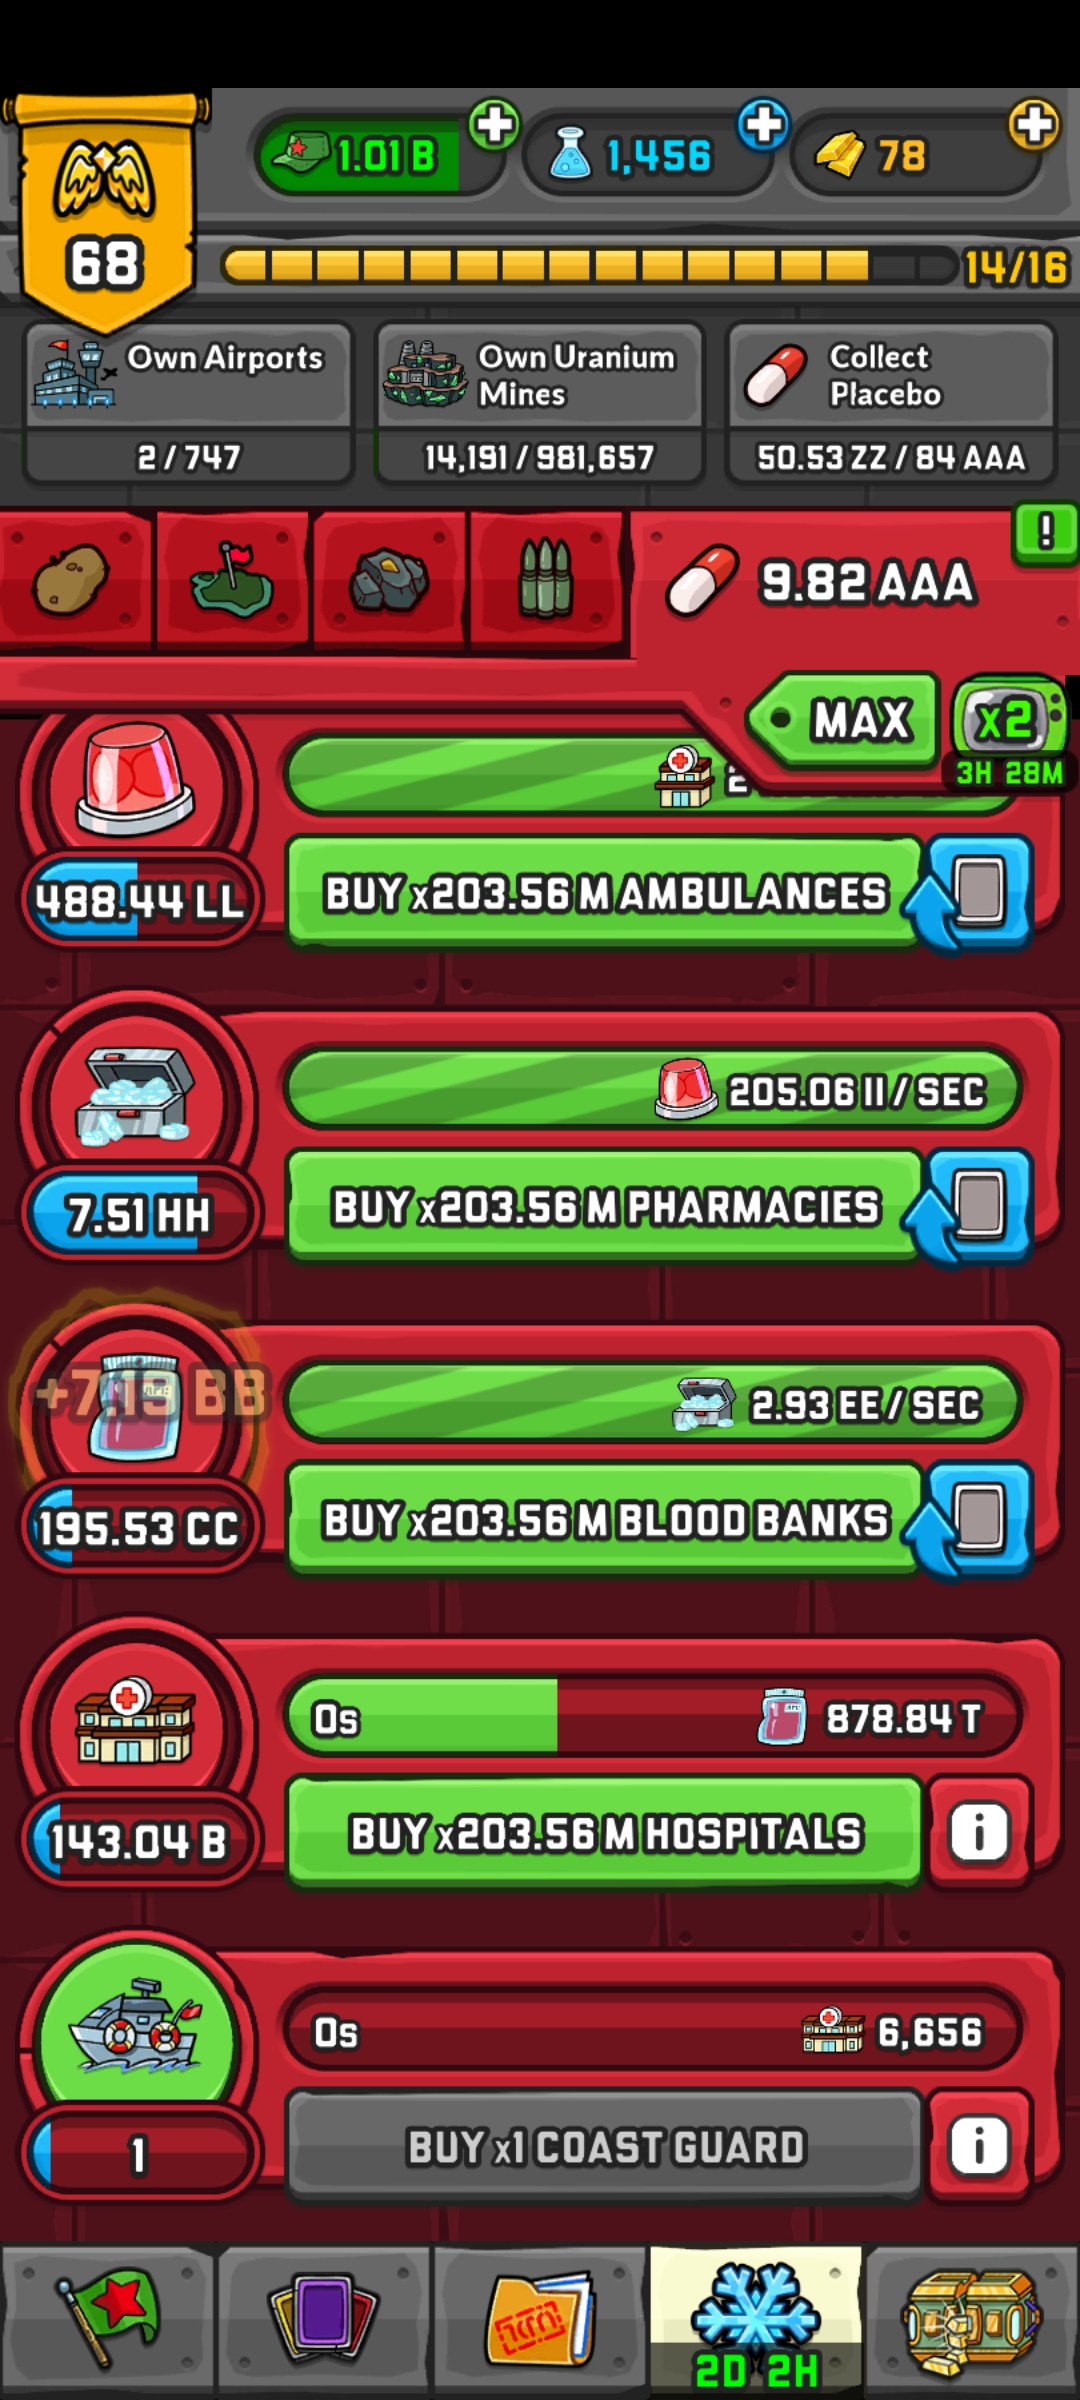 1.01 B
1,456
78
68
14/16
Own Airports
2 / 747
Own Uranium
Mines
14,191 / 981,657
Collect
Placebo
50.53 ZZ / 84 AAA
!
9.82 AAA
MAX
x2
3H 28M
488.44 LL
BUY x203.56 M AMBULANCES
205.06 II / SEC
7.51 HH
BUY x203.56 M PHARMACIES
+7.19 BB
2.93 EE / SEC
195.53 CC
BUY x203.56 M BLOOD BANKS
0s
878.84 T
143.04 B
BUY x203.56 M HOSPITALS
i
0s
6,656
1
BUY x1 COAST GUARD
i
2D 2H